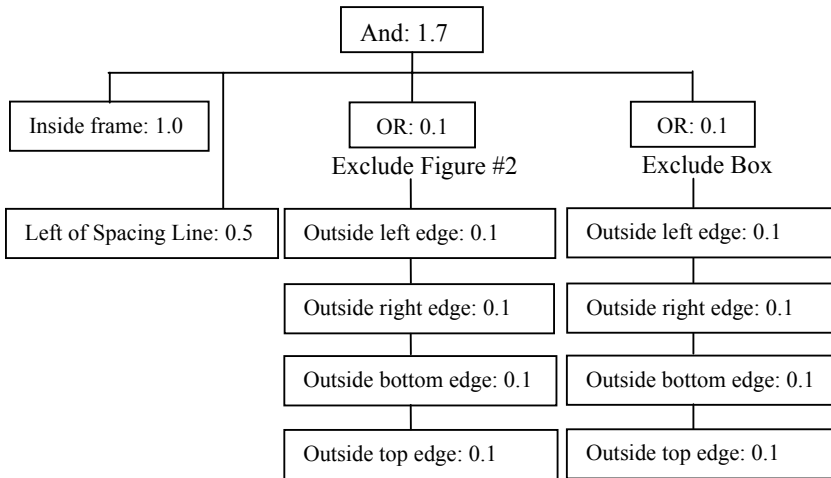 And: 1.7
Inside frame: 1.0
OR: 0.1
OR: 0.1
Exclude Figure #2
Exclude Box
Left of Spacing Line: 0.5
Outside left edge: 0.1
Outside left edge: 0.1
Outside right edge: 0.1
Outside right edge: 0.1
Outside bottom edge: 0.1
Outside bottom edge: 0.1
Outside top edge: 0.1
Outside top edge: 0.1